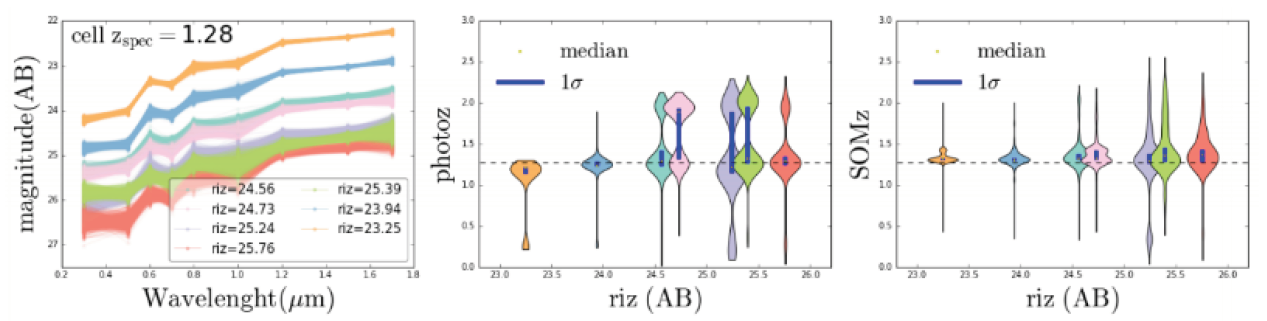 cell z_spec = 1.28
magnitude(AB)
22
23
24
25
26
27
riz=24.56
riz=24.73
riz=25.24
riz=25.76
riz=25.39
riz=23.94
riz=23.25
0.2 0.4 0.6 0.8 1.0 1.2 1.4 1.6 1.8
Wavelenght(μm)
photoz
3.0
2.5
2.0
1.5
1.0
0.5
0.0
median
1σ
23.0 23.5 24.0 24.5 25.0 25.5 26.0
riz (AB)
SOMz
3.0
2.5
2.0
1.5
1.0
0.5
0.0
median
1σ
23.0 23.5 24.0 24.5 25.0 25.5 26.0
riz (AB)